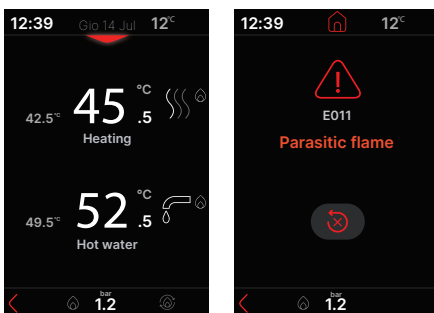 12:39 Gio 14 Jul 12°C
42.5°C 45.5 °C
Heating
49.5°C 52.5 °C
Hot water
bar
1.2
12:39 12°C
E011
Parasitic flame
bar
1.2